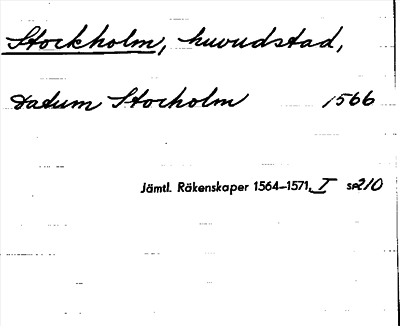 Stockholm, huvudstad,
Datum Stocholm 1566
Jämtl. Räkenskaper 1564–1571, I s. 210